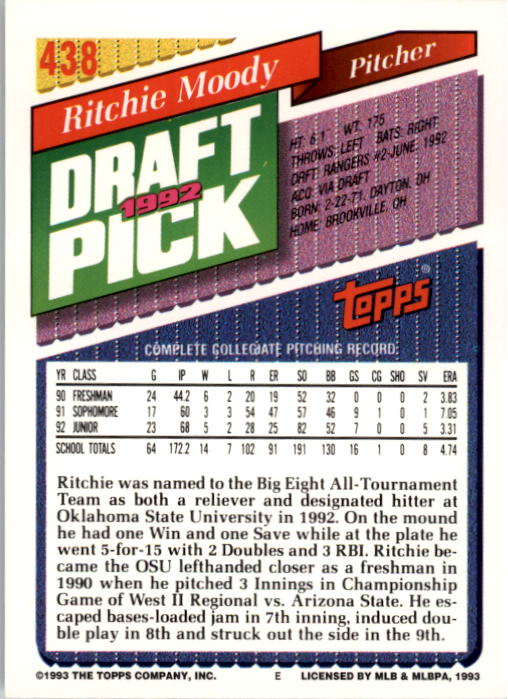 438
Ritchie Moody
Pitcher
DRAFT
1992
PICK
HT: 6'1" WT: 175
THROWS: LEFT BATS: RIGHT
DRFT: RANGERS #2-JUNE, 1992
ACQ: VIA DRAFT
BORN: 2-22-71, DAYTON, OH
HOME: BROOKVILLE, OH
TOPPS®
COMPLETE COLLEGIATE PITCHING RECORD
YR CLASS G IP W L R ER SO BB GS CG SHO SV ERA
90 FRESHMAN 24 44.2 6 2 20 19 52 32 0 0 0 2 3.83
91 SOPHOMORE 17 60 3 3 54 47 57 46 9 1 0 1 7.05
92 JUNIOR 23 68 5 2 28 25 82 52 7 0 0 5 3.31
SCHOOL TOTALS 64 172.2 14 7 102 91 191 130 16 1 0 8 4.74
Ritchie was named to the Big Eight All-Tournament
Team as both a reliever and designated hitter at
Oklahoma State University in 1992. On the mound
he had one Win and one Save while at the plate he
went 5-for-15 with 2 Doubles and 3 RBI. Ritchie be-
came the OSU lefthanded closer as a freshman in
1990 when he pitched 3 Innings in Championship
Game of West II Regional vs. Arizona State. He es-
caped bases-loaded jam in 7th inning, induced dou-
ble play in 8th and struck out the side in the 9th.
©1993 THE TOPPS COMPANY, INC. E LICENSED BY MLB & MLBPA, 1993